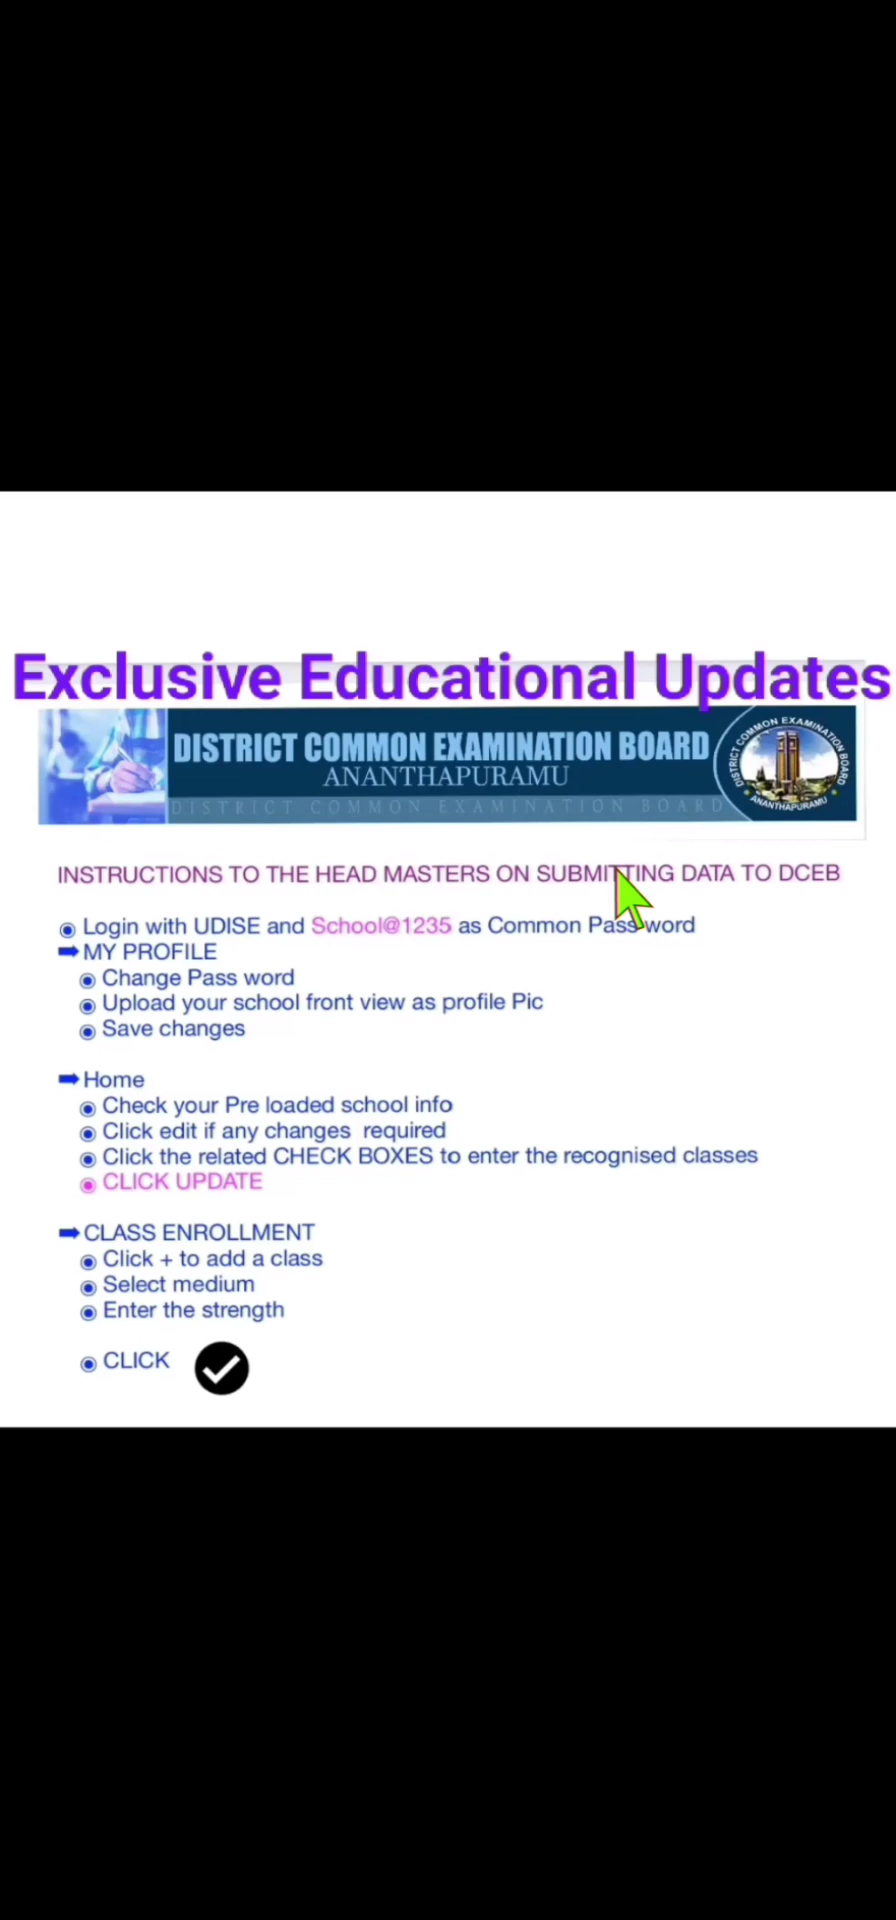 Exclusive Educational Updates
DISTRICT COMMON EXAMINATION BOARD
ANANTHAPURAMU
DISTRICT COMMON EXAMINATION BOARD
DISTRICT COMMON EXAMINATION BOARD
ANANTHAPURAMU
INSTRUCTIONS TO THE HEAD MASTERS ON SUBMITTING DATA TO DCEB
Login with UDISE and School@1235 as Common Pass word
MY PROFILE
Change Pass word
Upload your school front view as profile Pic
Save changes
Home
Check your Pre loaded school info
Click edit if any changes required
Click the related CHECK BOXES to enter the recognised classes
CLICK UPDATE
CLASS ENROLLMENT
Click + to add a class
Select medium
Enter the strength
CLICK